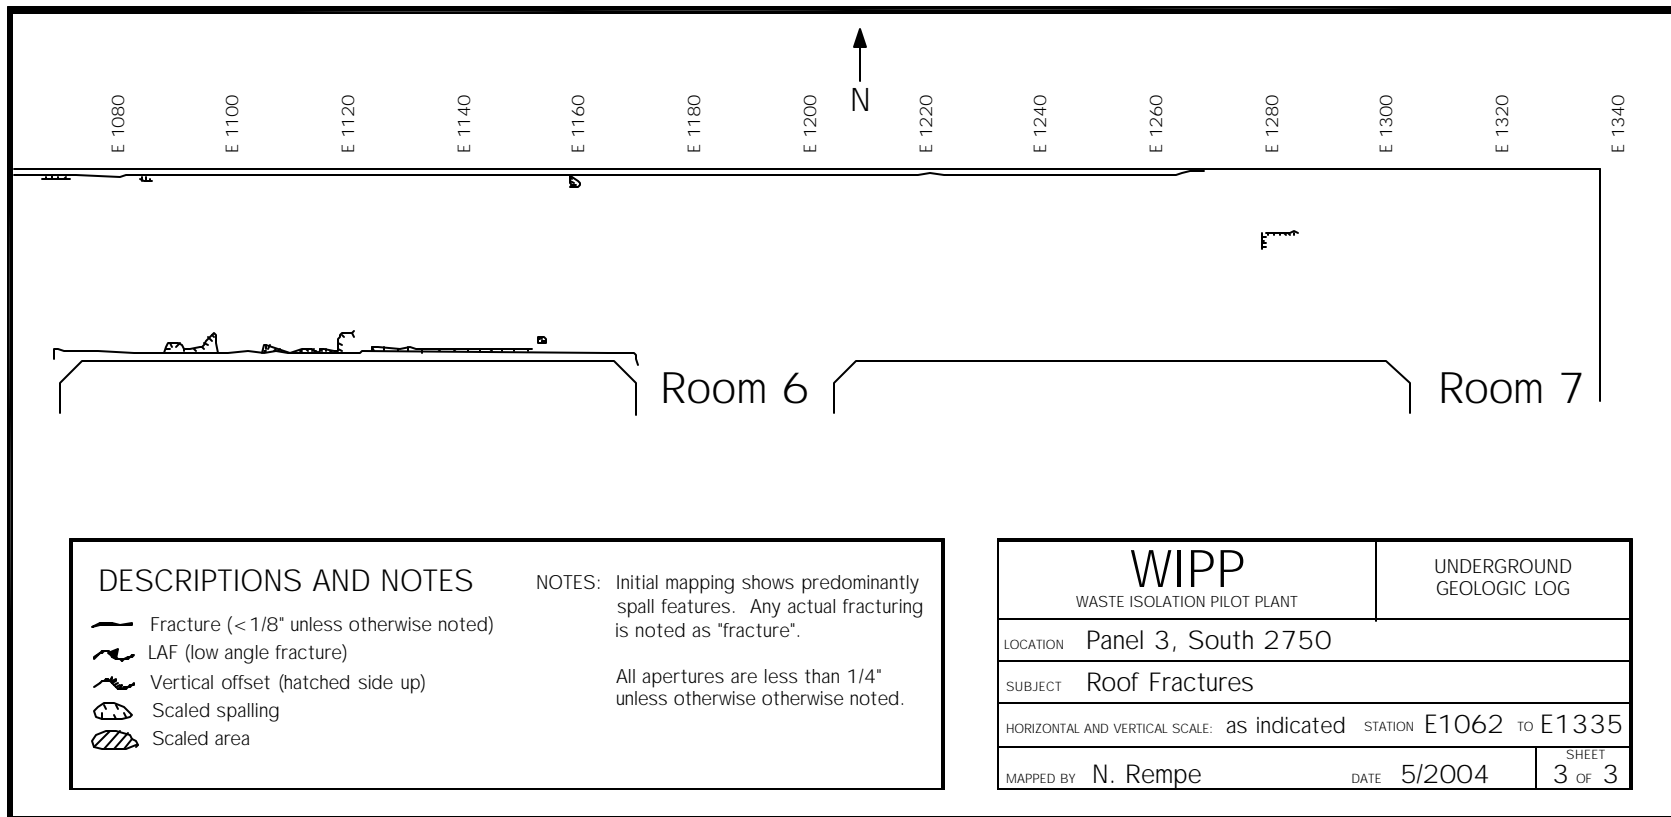 E 1080
E 1100
E 1120
E 1140
E 1160
E 1180
E 1200
N
E 1220
E 1240
E 1260
E 1280
E 1300
E 1320
E 1340
Room 6
Room 7
DESCRIPTIONS AND NOTES
Fracture (<1/8" unless otherwise noted)
LAF (low angle fracture)
Vertical offset (hatched side up)
Scaled spalling
Scaled area
NOTES: Initial mapping shows predominantly
spall features. Any actual fracturing
is noted as "fracture".
All apertures are less than 1/4"
unless otherwise otherwise noted.
WIPP
WASTE ISOLATION PILOT PLANT
UNDERGROUND
GEOLOGIC LOG
LOCATION Panel 3, South 2750
SUBJECT Roof Fractures
HORIZONTAL AND VERTICAL SCALE: as indicated STATION E1062 TO E1335
MAPPED BY N. Rempe DATE 5/2004
SHEET
3 OF 3